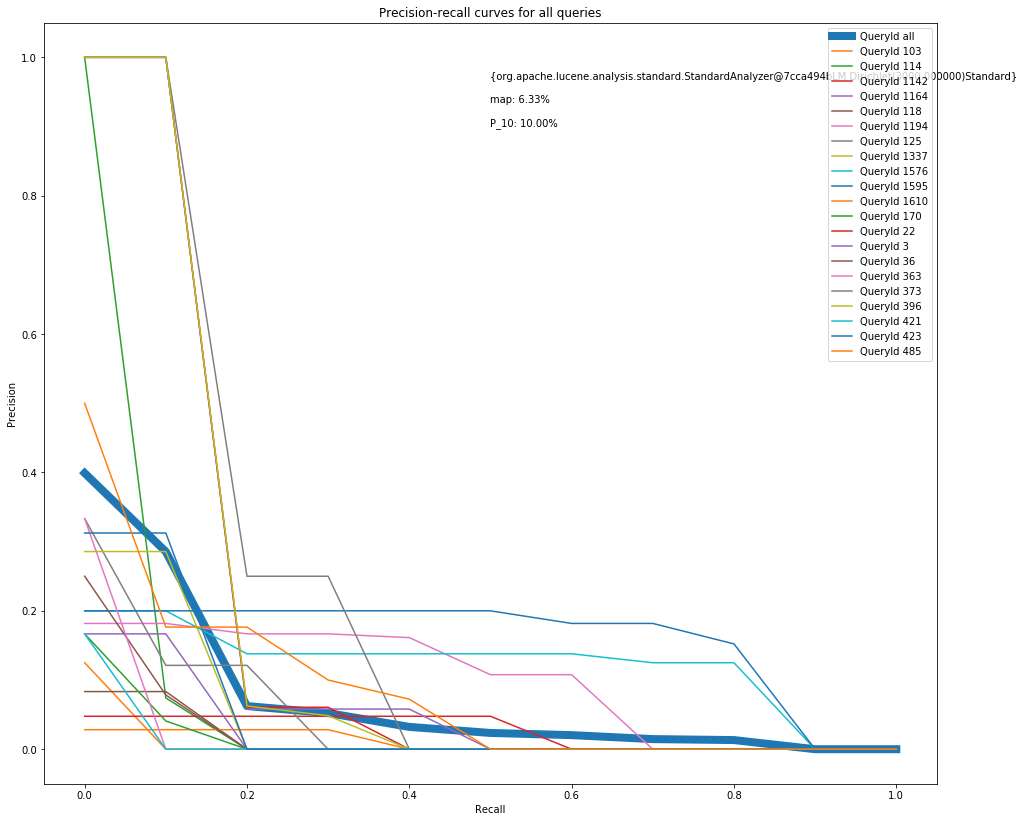 Precision-recall curves for all queries
{org.apache.lucene.analysis.standard.StandardAnalyzer@7cca494b 000000)Standard}
map: 6.33%
P_10: 10.00%
QueryId all
QueryId 103
QueryId 114
QueryId 1142
QueryId 1164
QueryId 118
QueryId 1194
QueryId 125
QueryId 1337
QueryId 1576
QueryId 1595
QueryId 1610
QueryId 170
QueryId 22
QueryId 3
QueryId 36
QueryId 363
QueryId 373
QueryId 396
QueryId 421
QueryId 423
QueryId 485
Precision
1.0
0.8
0.6
0.4
0.2
0.0
0.0 0.2 0.4 0.6 0.8 1.0
Recall